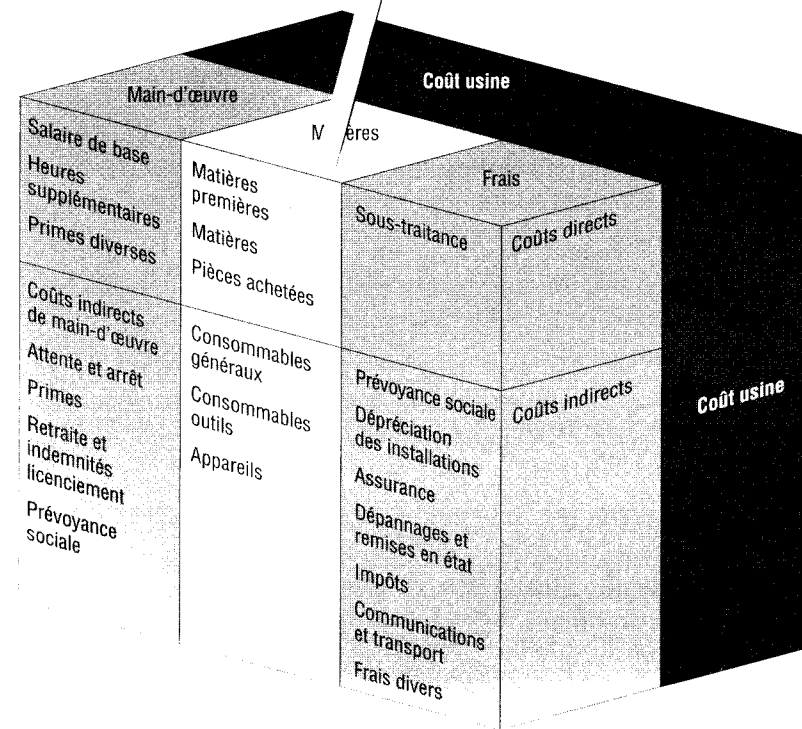 Coût usine
Main-d'œuvre
ères
Frais
Salaire de base
Heures
supplémentaires
Primes diverses
Matières
premières
Matières
Pièces achetées
Sous-traitance
Coûts directs
Coûts indirects
de main-d'œuvre
Attente et arrêt
Primes
Retraite et
indemnités
licenciement
Prévoyance
sociale
Consommables
généraux
Consommables
outils
Appareils
Prévoyance sociale
Dépréciation
des installations
Assurance
Dépannages et
remises en état
Impôts
Communications
et transport
Frais divers
Coûts indirects
Coût usine